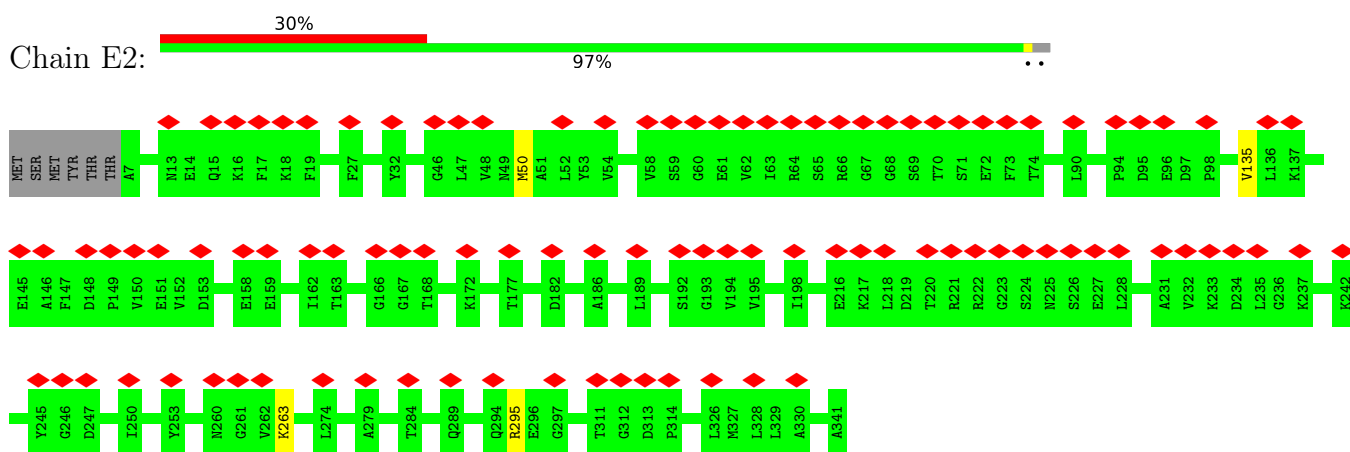 30%
Chain E2:
97%
MET SER MET TYR THR THR A7 N13 E14 Q15 K16 F17 K18 F19 F27 Y32 G46 L47 V48 N49 M50 A51 L52 Y53 V54 V58 S59 G60 E61 V62 I63 R64 S65 R66 G67 G68 S69 T70 S71 E72 F73 T74 L90 P94 D95 E96 D97 P98 V135 L136 K137
E145 A146 F147 D148 P149 V150 E151 V152 D153 E158 E159 I162 T163 G166 G167 T168 K172 T177 D182 A186 L189 S192 G193 V194 V195 I198 E216 K217 L218 D219 T220 R221 R222 G223 S224 N225 S226 E227 L228 A231 V232 K233 D234 L235 G236 K237 K242
Y245 G246 D247 I250 Y253 N260 G261 V262 K263 L274 A279 T284 Q289 Q294 R295 E296 G297 T311 G312 D313 P314 L326 M327 L328 L329 A330 A341